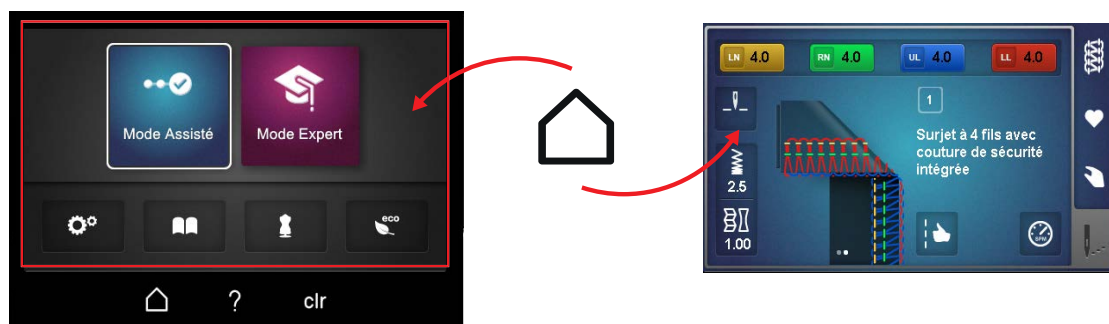 Mode Assisté
Mode Expert
eco
?
clr
LN 4.0
RN 4.0
UL 4.0
LL 4.0
1
Surjet à 4 fils avec
couture de sécurité
intégrée
2.5
1.00
SPM